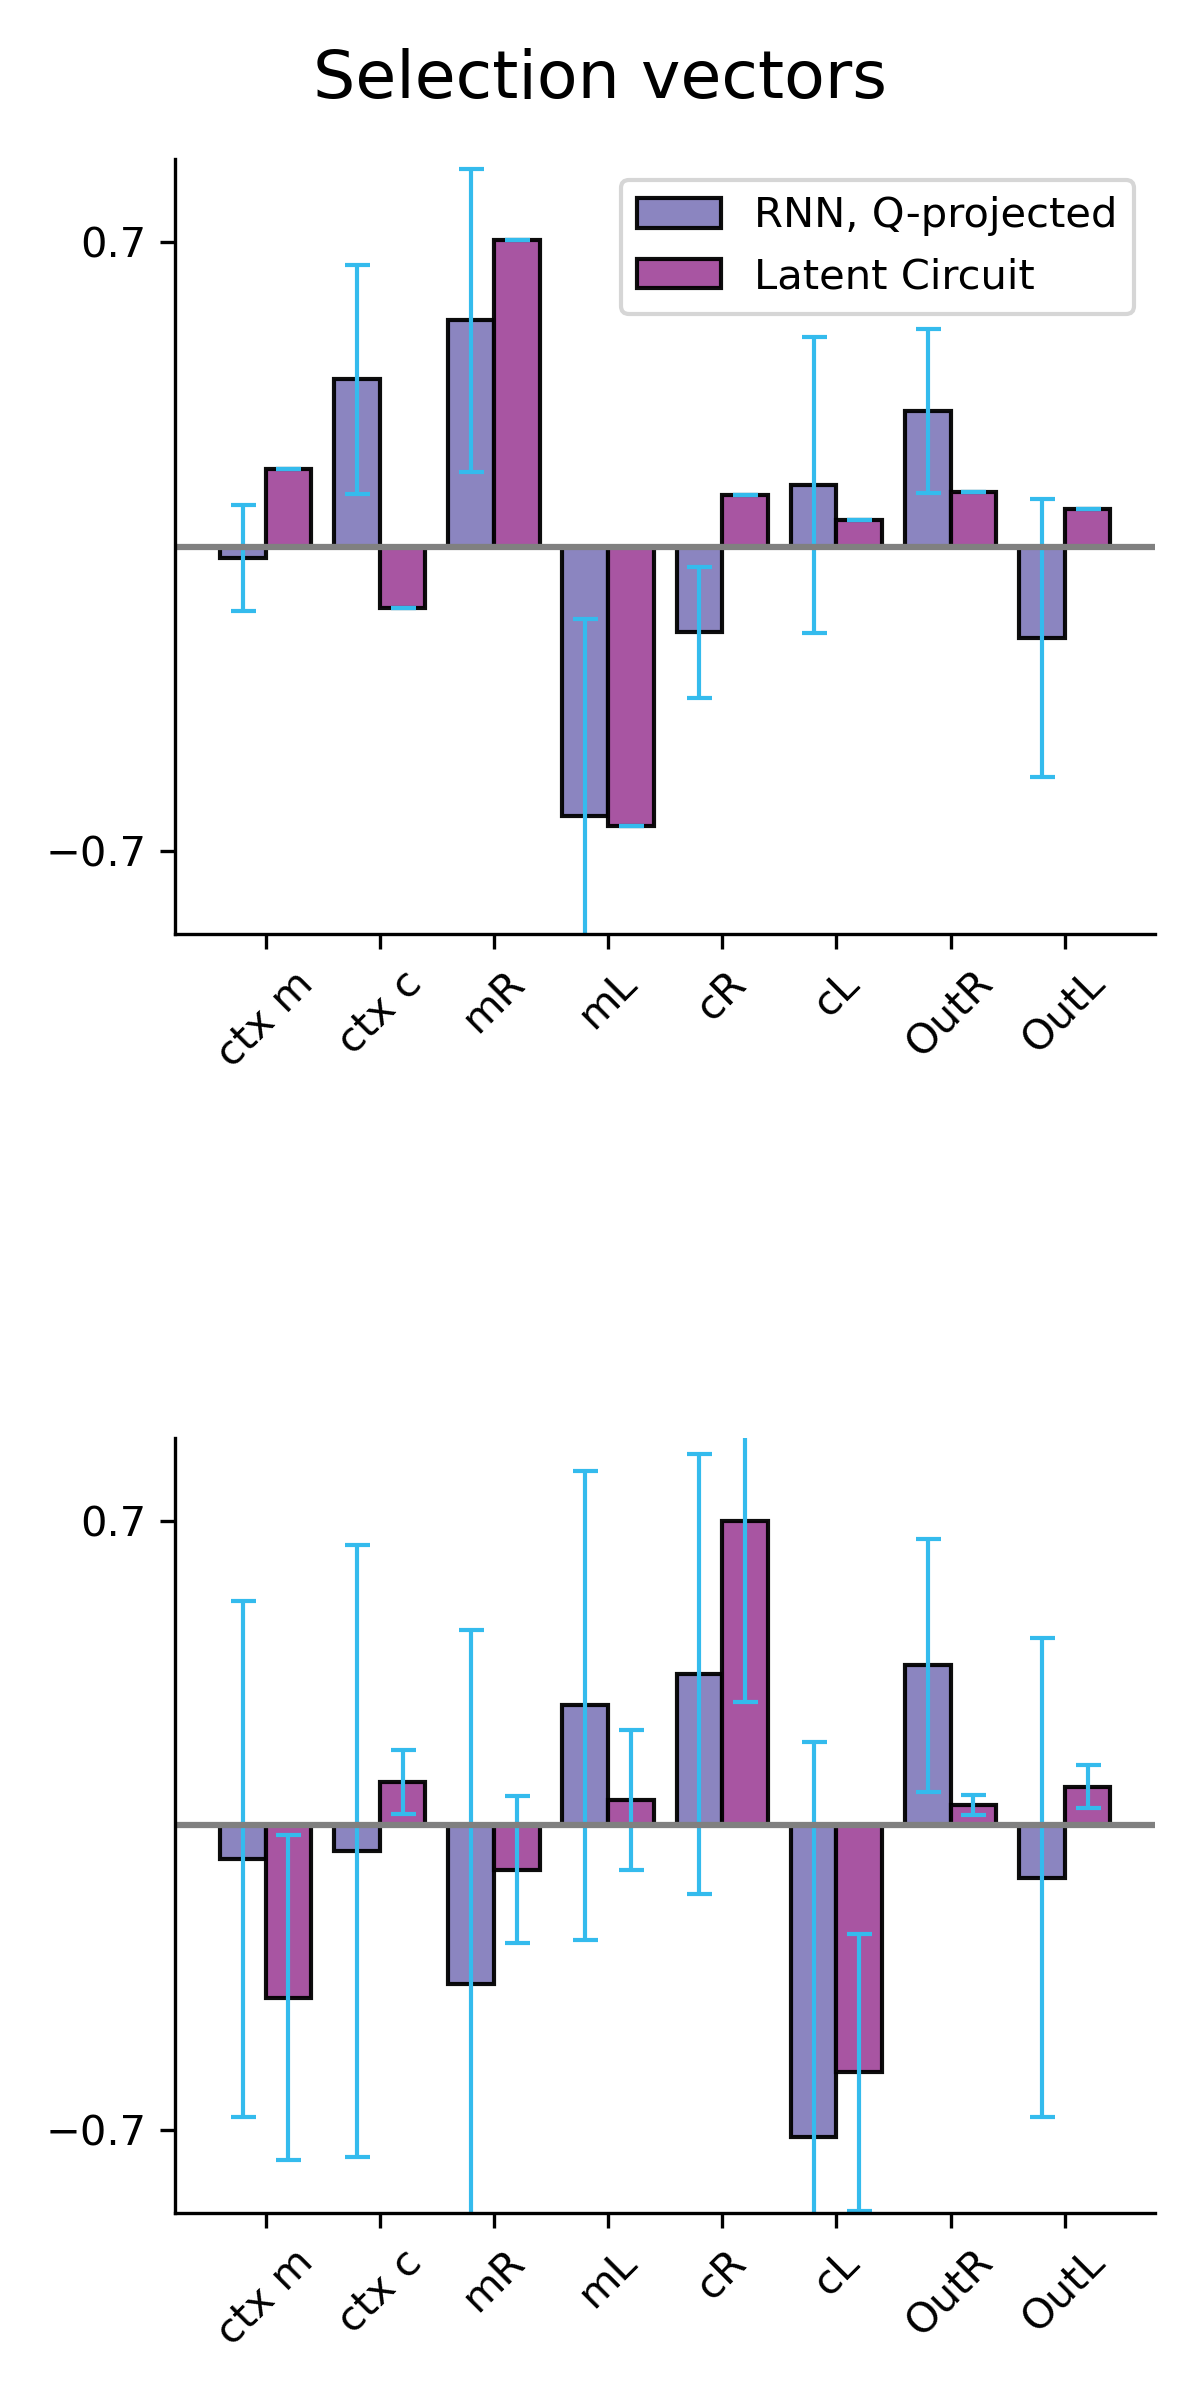 Selection vectors
RNN, Q-projected
Latent Circuit
0.7
−0.7
ctx m
ctx c
mR
mL
cR
cL
OutR
OutL
0.7
−0.7
ctx m
ctx c
mR
mL
cR
cL
OutR
OutL